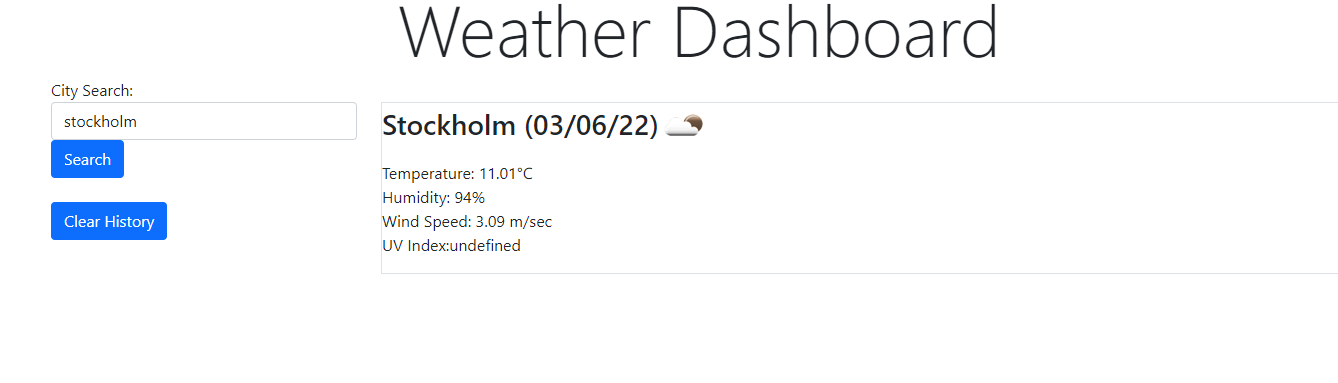 Weather Dashboard
City Search:
stockholm
Search
Clear History
Stockholm (03/06/22)
Temperature: 11.01°C
Humidity: 94%
Wind Speed: 3.09 m/sec
UV Index:undefined